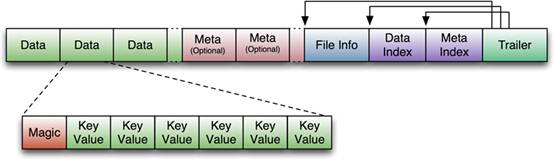 Data
Data
Data
Meta
(Optional)
Meta
(Optional)
File Info
Data
Index
Meta
Index
Trailer
Magic
Key
Value
Key
Value
Key
Value
Key
Value
Key
Value
Key
Value